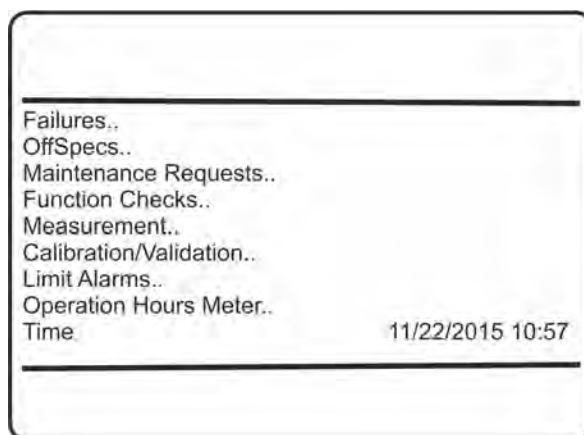 Failures..
OffSpecs..
Maintenance Requests..
Function Checks..
Measurement..
Calibration/Validation..
Limit Alarms..
Operation Hours Meter..
Time 11/22/2015 10:57